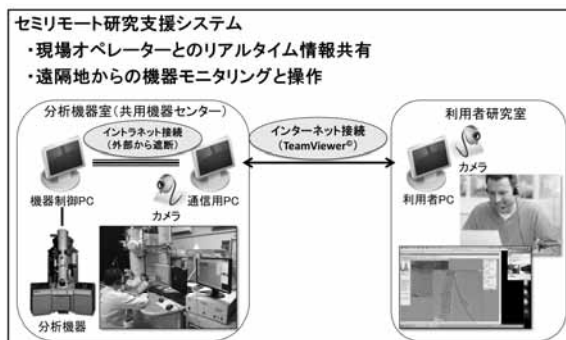 セミリモート研究支援システム
・現場オペレーターとのリアルタイム情報共有
・遠隔地からの機器モニタリングと操作
分析機器室(共用機器センター)
イントラネット接続
(外部から遮断)
機器制御PC
カメラ
通信用PC
分析機器
インターネット接続
(TeamViewer©)
利用者研究室
カメラ
利用者PC